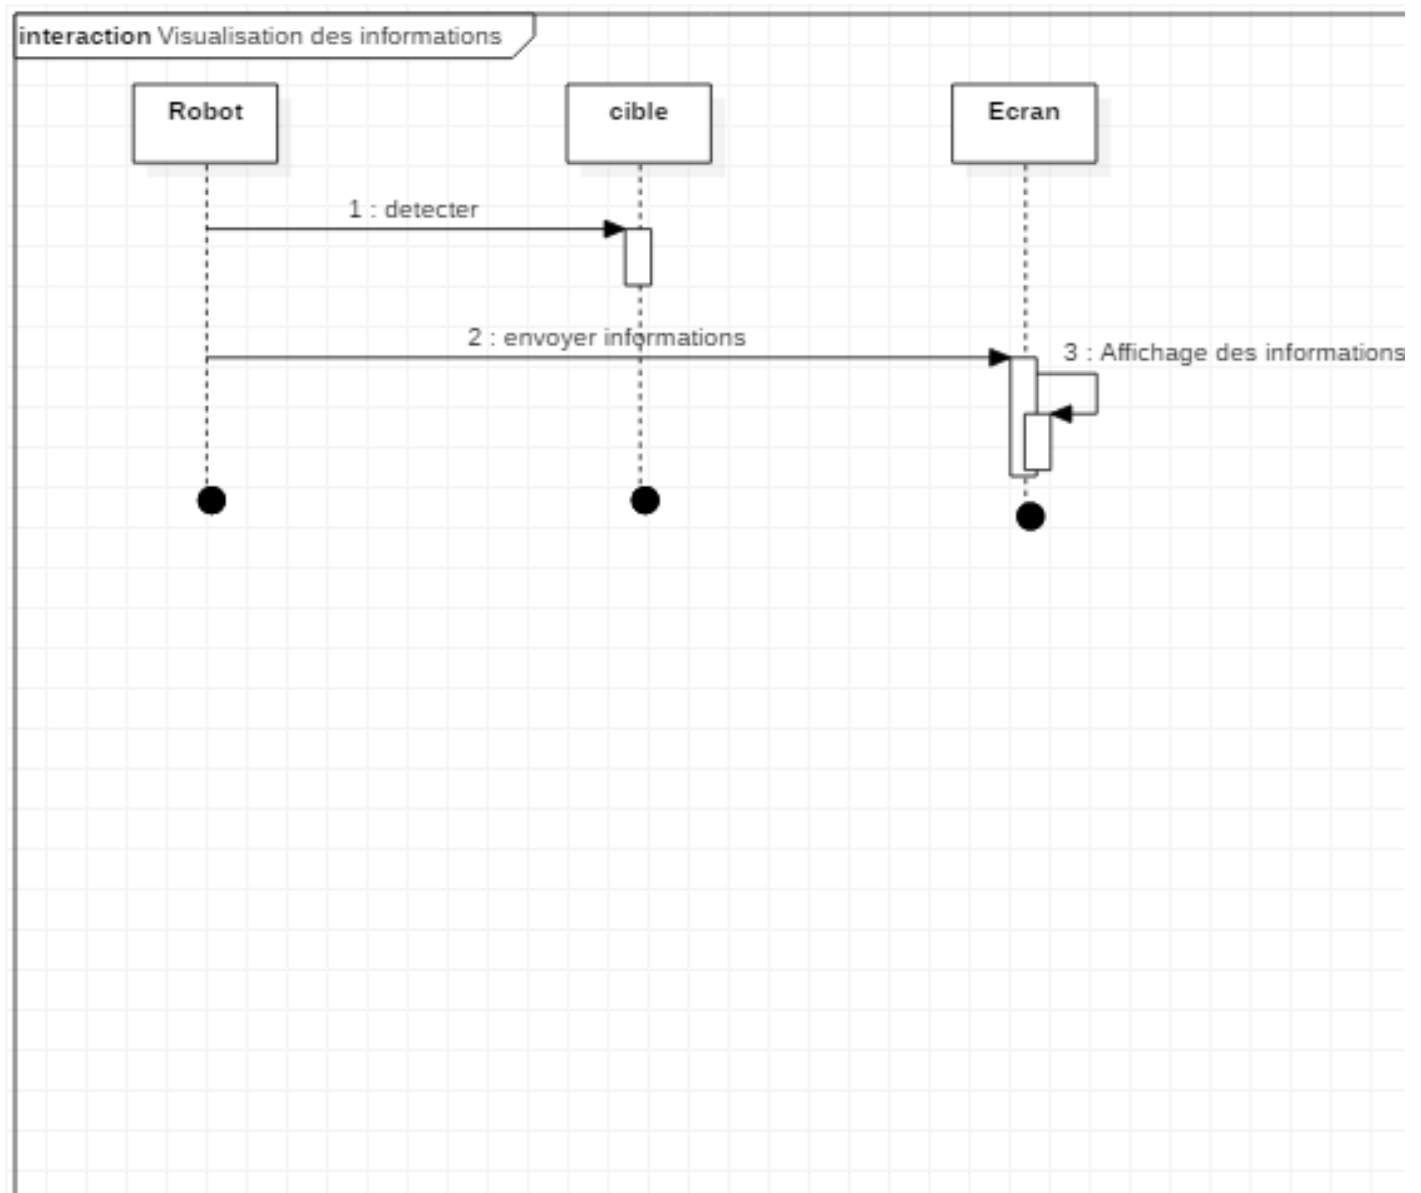 interaction Visualisation des informations
Robot
cible
Ecran
1 : detecter
2 : envoyer informations
3 : Affichage des informations